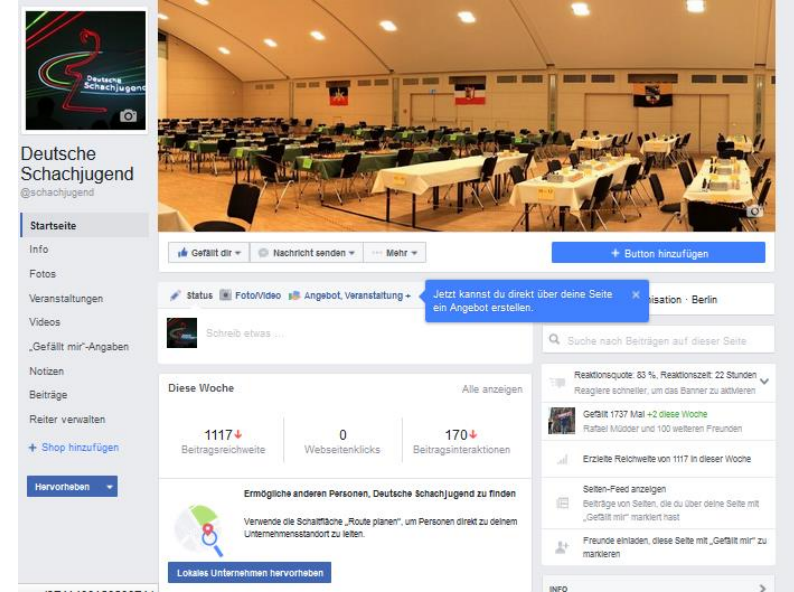 Deutsche
Schachjugend
Deutsche
Schachjugend
@schachjugend
Startseite
Info
Fotos
Veranstaltungen
Videos
„Gefällt mir"-Angaben
Notizen
Beiträge
Reiter verwalten
+ Shop hinzufügen
Hervorheben
Gefällt dir
Nachricht senden
··· Mehr
+ Button hinzufügen
Status
Foto/Video
Angebot, Veranstaltung +
Jetzt kannst du direkt über deine Seite
ein Angebot erstellen.
isation · Berlin
Schreib etwas ...
Suche nach Beiträgen auf dieser Seite
Diese Woche
Alle anzeigen
1117
Beitragsreichweite
0
Webseitenklicks
170
Beitragsinteraktionen
Ermögliche anderen Personen, Deutsche Schachjugend zu finden
Verwende die Schaltfläche „Route planen", um Personen direkt zu deinem
Unternehmensstandort zu leiten.
Lokales Unternehmen hervorheben
Reaktionsquote: 83 %, Reaktionszeit: 22 Stunden
Reagiere schneller, um das Banner zu aktivieren
Gefällt 1737 Mal +2 diese Woche
Rafael Müdder und 100 weiteren Freunden
Erzielte Reichweite von 1117 in dieser Woche
Seiten-Feed anzeigen
Beiträge von Seiten, die du über deine Seite mit
„Gefällt mir" markiert hast
Freunde einladen, diese Seite mit „Gefällt mir" zu
markieren
INFO